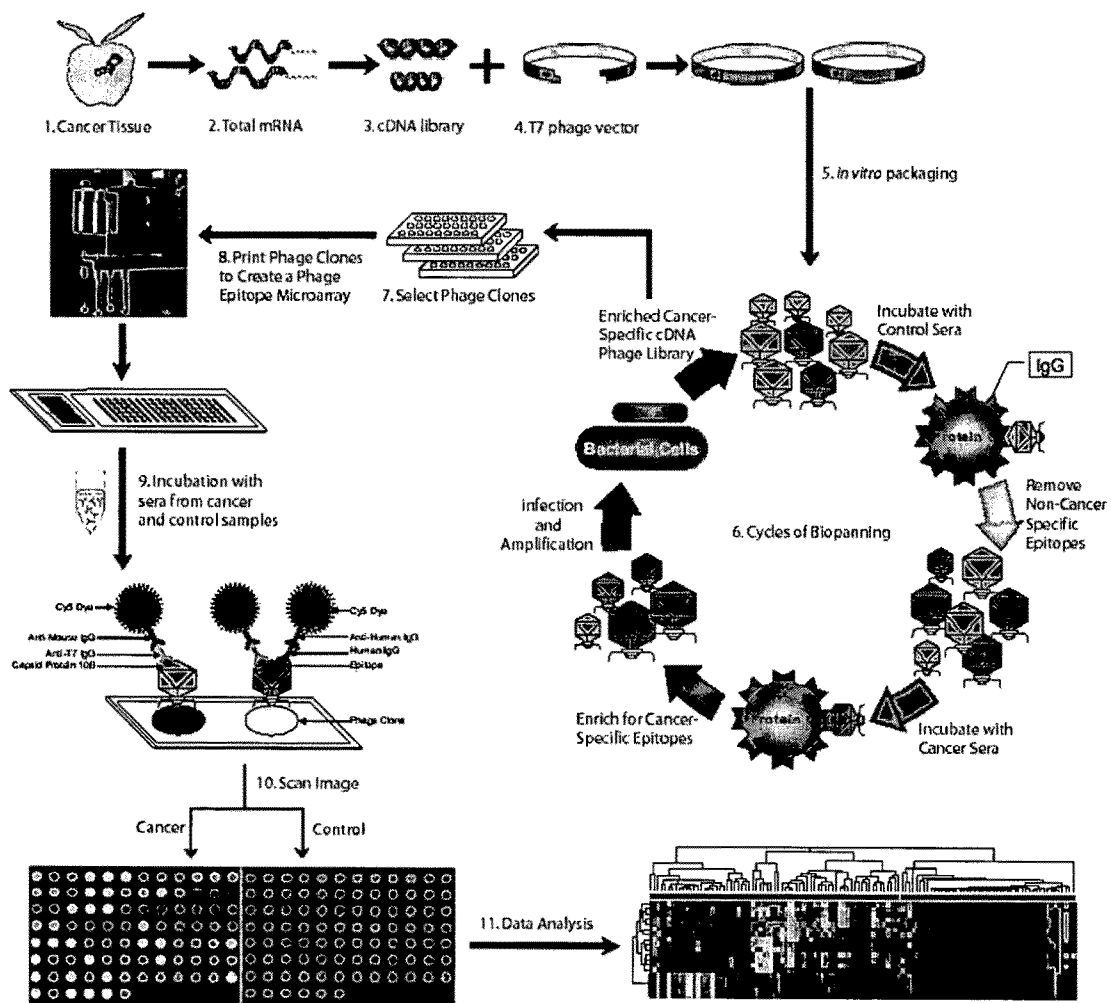 1. Cancer Tissue
2. Total mRNA
3. cDNA library
4. T7 phage vector
5. In vitro packaging
8. Print Phage Clones
to Create a Phage
Epitope Microarray
7. Select Phage Clones
Enriched Cancer-
Specific cDNA
Phage Library
Incubate with
Control Sera
IgG
Protein
Bacterial Cells
Remove
Non-Cancer
Specific
Epitopes
Infection
and
Amplification
6. Cycles of Biopanning
9. Incubation with
sera from cancer
and control samples
Cy5 Dye
Cy5 Dye
Anti-Mouse IgG
Anti-T7 IgG
Capsid Protein 10B
Anti-Human IgG
Human IgG
Epitope
Phage Clone
Protein
Enrich for Cancer-
Specific Epitopes
Incubate with
Cancer Sera
10. Scan Image
Cancer
Control
11. Data Analysis